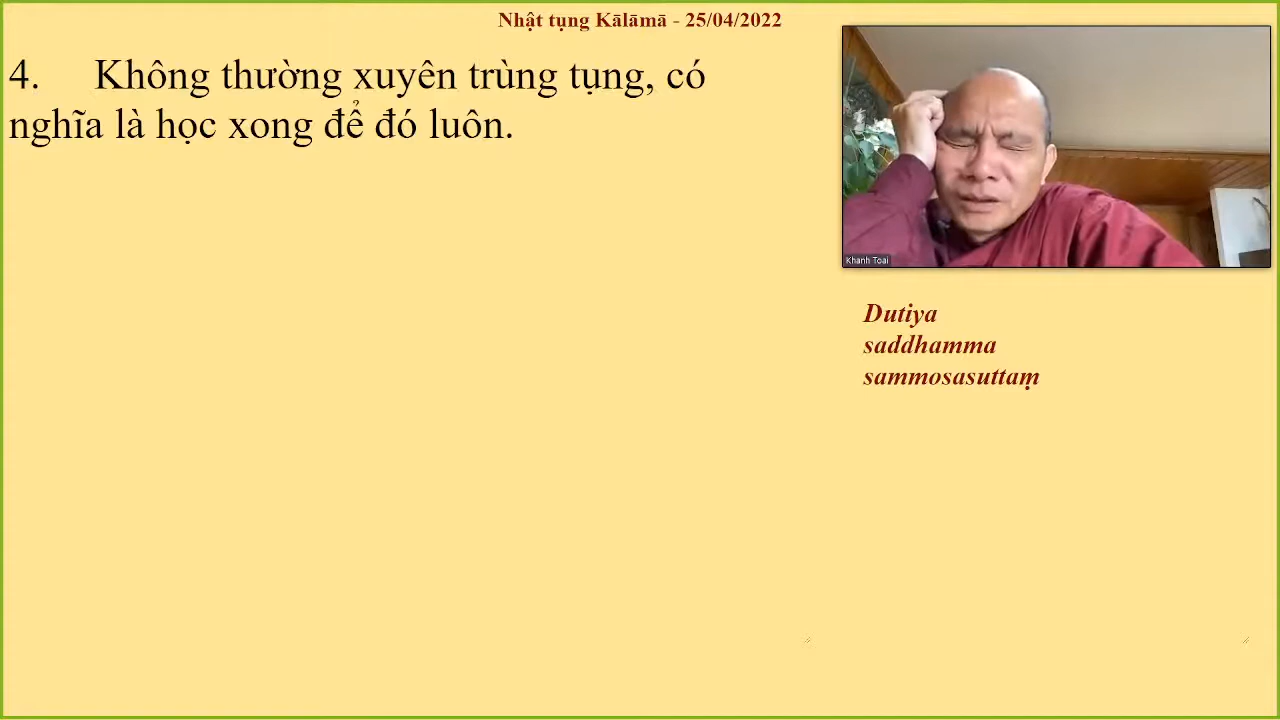 Nhật tụng Kālāmā - 25/04/2022
4. Không thường xuyên trùng tụng, có
nghĩa là học xong để đó luôn.
Khanh Toai
Dutiya
saddhamma
sammosasuttaṃ